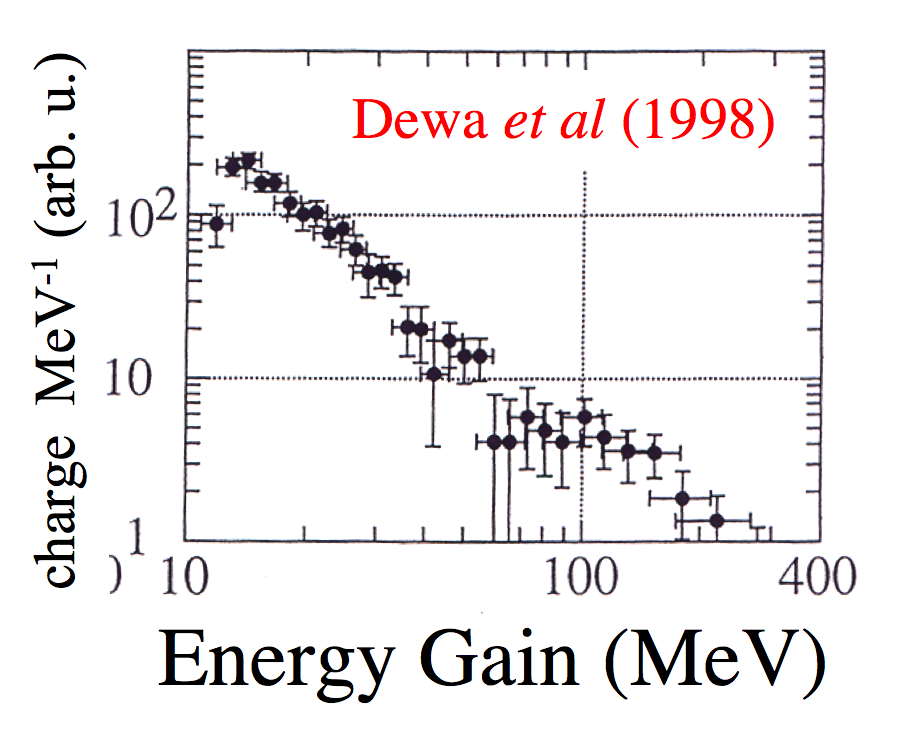 Dewa et al (1998)
charge MeV-1 (arb. u.)
10²
10
1
) 10
100
400
Energy Gain (MeV)